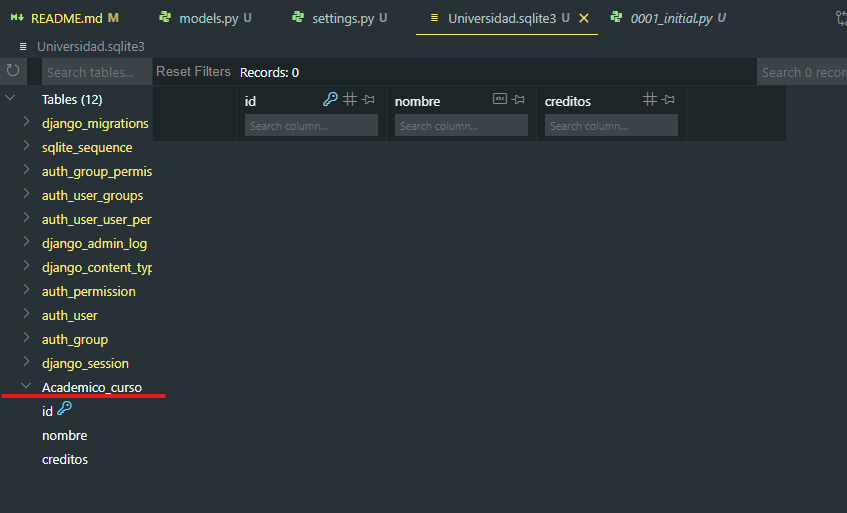 README.md M models.py U settings.py U Universidad.sqlite3 U 0001_initial.py U
Universidad.sqlite3
Search tables... Reset Filters Records: 0 Search 0 recor
Tables (12) id nombre creditos
Search column... Search column... Search column...
django_migrations
sqlite_sequence
auth_group_permis
auth_user_groups
auth_user_user_per
django_admin_log
django_content_typ
auth_permission
auth_user
auth_group
django_session
Academico_curso
id
nombre
creditos